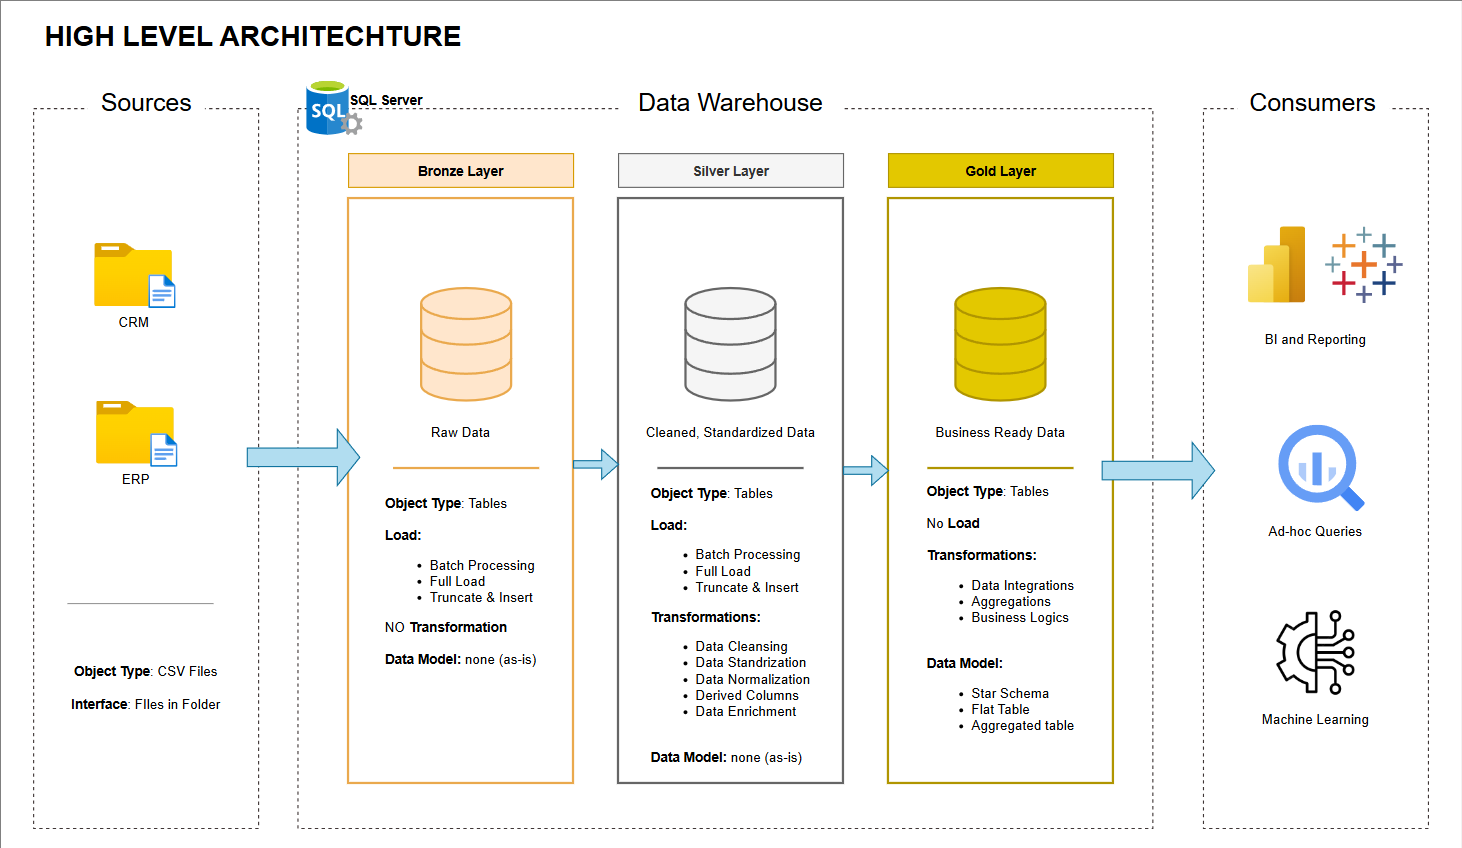 HIGH LEVEL ARCHITECHTURE
Sources
CRM
ERP
Object Type: CSV Files
Interface: FIles in Folder
SQL
SQL Server
Data Warehouse
Bronze Layer
Raw Data
Object Type: Tables
Load:
• Batch Processing
• Full Load
• Truncate & Insert
NO Transformation
Data Model: none (as-is)
Silver Layer
Cleaned, Standardized Data
Object Type: Tables
Load:
• Batch Processing
• Full Load
• Truncate & Insert
Transformations:
• Data Cleansing
• Data Standrization
• Data Normalization
• Derived Columns
• Data Enrichment
Data Model: none (as-is)
Gold Layer
Business Ready Data
Object Type: Tables
No Load
Transformations:
• Data Integrations
• Aggregations
• Business Logics
Data Model:
• Star Schema
• Flat Table
• Aggregated table
Consumers
BI and Reporting
Ad-hoc Queries
Machine Learning